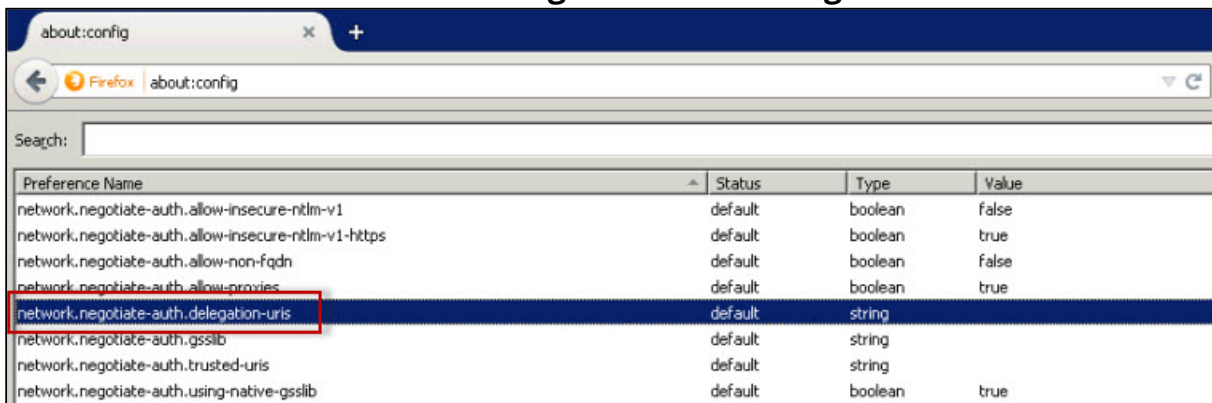 about:config × +
Firefox about:config
Search:
Preference Name Status Type Value
network.negotiate-auth.allow-insecure-ntlm-v1 default boolean false
network.negotiate-auth.allow-insecure-ntlm-v1-https default boolean true
network.negotiate-auth.allow-non-fqdn default boolean false
network.negotiate-auth.allow-proxies default boolean true
network.negotiate-auth.delegation-uris default string
network.negotiate-auth.gsslib default string
network.negotiate-auth.trusted-uris default string
network.negotiate-auth.using-native-gsslib default boolean true